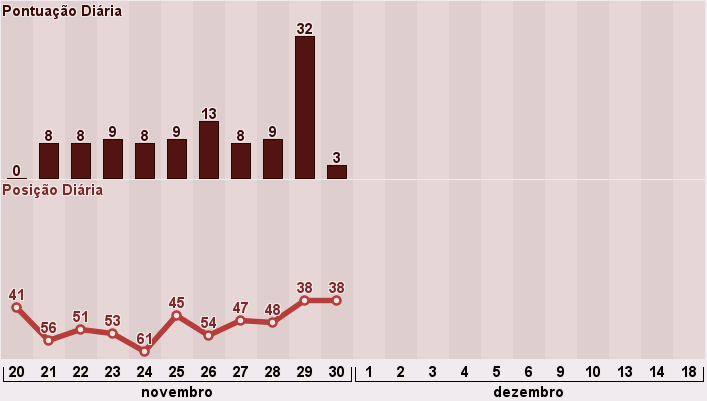 Pontuação Diária
0 8 8 9 8 9 13 8 9 32 3
Posição Diária
41 56 51 53 61 45 54 47 48 38 38
20 21 22 23 24 25 26 27 28 29 30 1 2 3 4 5 6 9 10 13 14 18
novembro dezembro